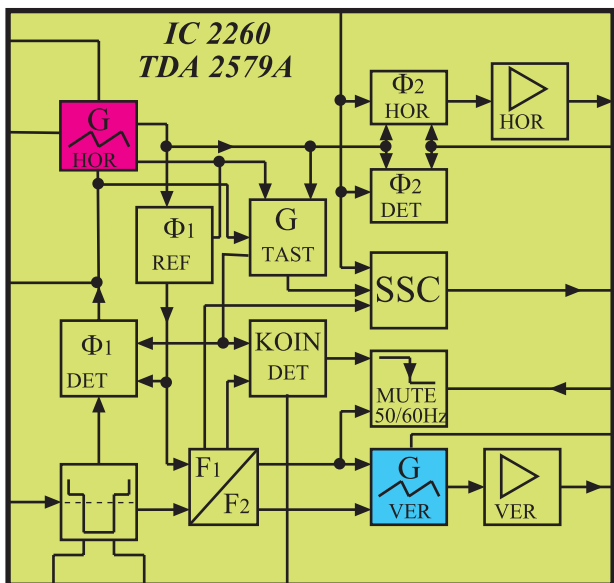 IC 2260
TDA 2579A
G
HOR
Φ2
HOR
HOR
Φ1
REF
G
TAST
Φ2
DET
SSC
Φ1
DET
KOIN
DET
MUTE
50/60Hz
F1
F2
G
VER
VER